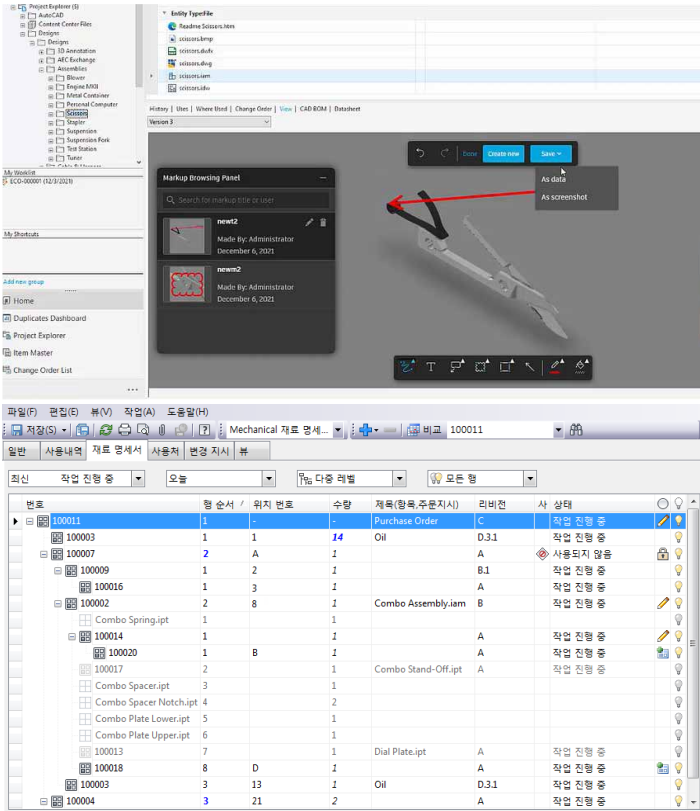 Project Explorer ($)
AutoCAD
Content Center Files
Designs
Designs
3D Annotation
AEC Exchange
Assemblies
Blower
Engine MKII
Metal Container
Personal Computer
Scissors
Stapler
Suspension
Suspension Fork
Test Station
Tuner
My Worklist
ECO-000001 (12/3/2021)
My Shortcuts
Add new group
Home
Duplicates Dashboard
Project Explorer
Item Master
Change Order List
Entity Type:File
Readme Scissors.htm
scissors.bmp
scissors.dwfx
scissors.dwg
scissors.iam
scissors.idw
History | Uses | Where Used | Change Order | View | CAD BOM | Datasheet
Version 3
Done Create new Save
As data
As screenshot
Markup Browsing Panel
Search for markup title or user
newt2
Made By: Administrator
December 6, 2021
newm2
Made By: Administrator
December 6, 2021
T
파일(F) 편집(E) 뷰(V) 작업(A) 도움말(H)
저장(S) Mechanical 재료 명세... 비교 100011
일반 사용내역 재료 명세서 사용처 변경 지시 뷰
최신 작업 진행 중 오늘 다중 레벨 모든 행
번호 행 순서 위치 번호 수량 제목(항목,주문지시) 리비전 사 상태
100011 1 - - Purchase Order C 작업 진행 중
100003 1 1 14 Oil D.3.1 작업 진행 중
100007 2 A 1 A 사용되지 않음
100009 1 2 1 B.1 작업 진행 중
100016 1 3 1 A 작업 진행 중
100002 2 8 1 Combo Assembly.iam B 작업 진행 중
Combo Spring.ipt 1 1
100014 1 1 A 작업 진행 중
100020 1 B 1 A 작업 진행 중
100017 2 1 Combo Stand-Off.ipt A 작업 진행 중
Combo Spacer.ipt 3 1
Combo Spacer Notch.ipt 4 2
Combo Plate Lower.ipt 5 1
Combo Plate Upper.ipt 6 1
100013 7 1 Dial Plate.ipt A 작업 진행 중
100018 8 D 1 A 작업 진행 중
100003 3 13 1 Oil D.3.1 작업 진행 중
100004 3 21 2 A 작업 진행 중